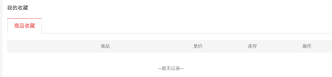 我的收藏
商品收藏
商品 单价 库存 操作
--暂无记录--